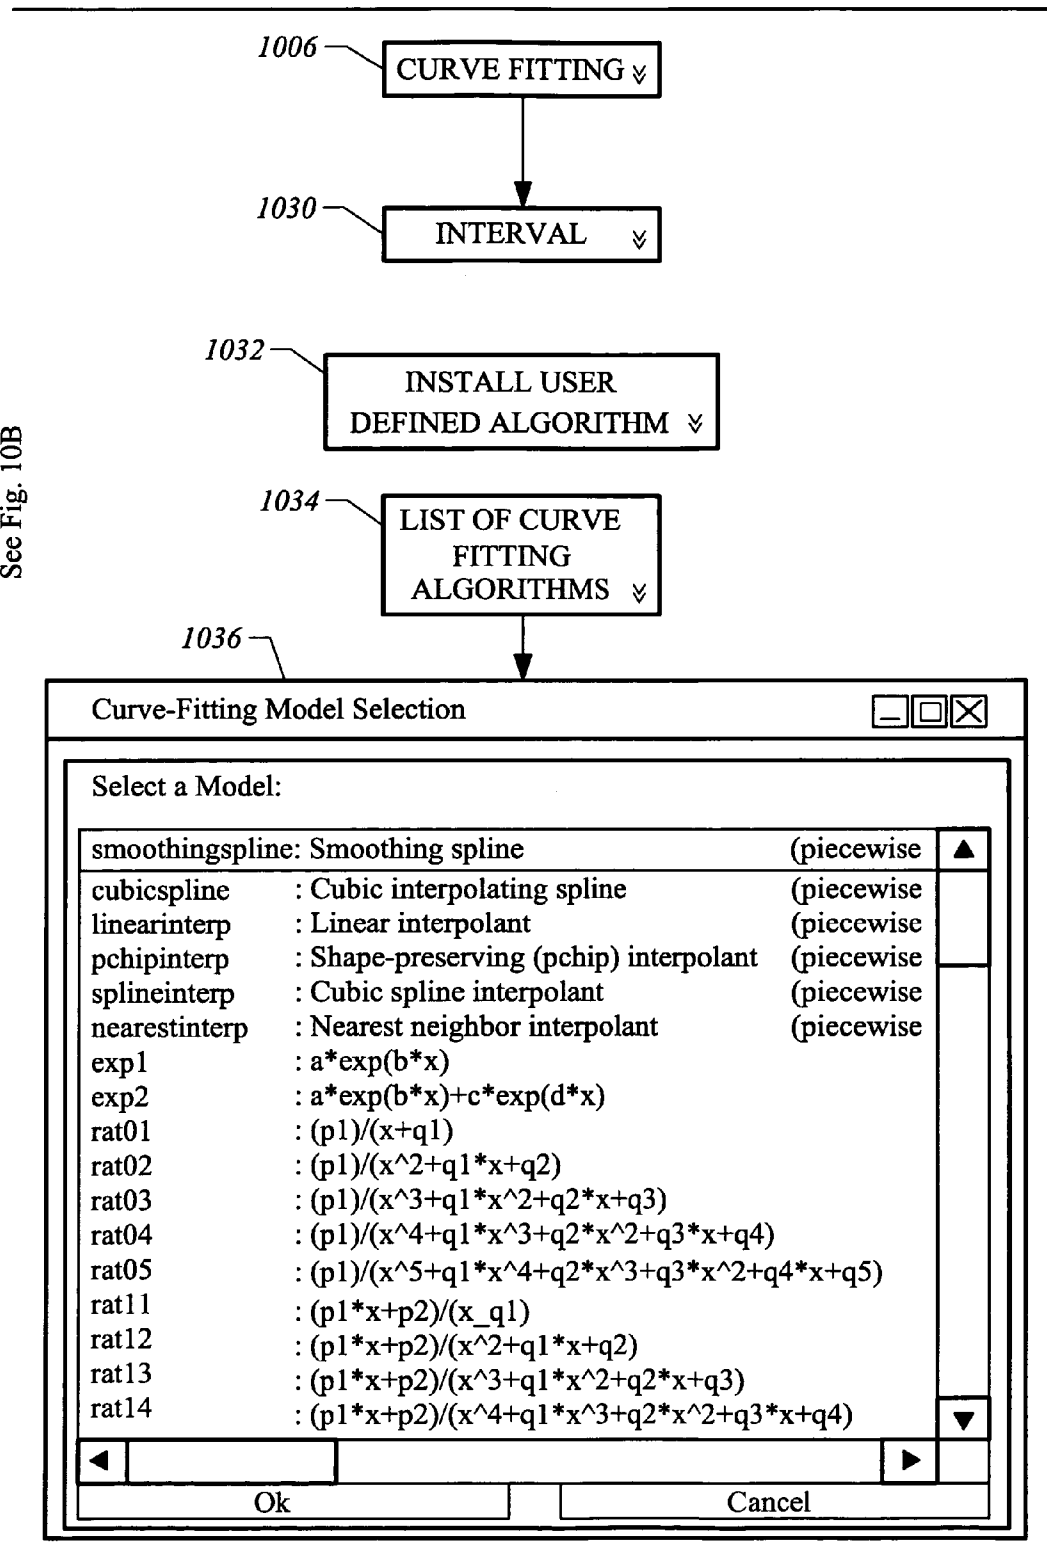 1006
CURVE FITTING
1030
INTERVAL
1032
INSTALL USER
DEFINED ALGORITHM
See Fig. 10B
1034
LIST OF CURVE
FITTING
ALGORITHMS
1036
Curve-Fitting Model Selection
Select a Model:
smoothingspline: Smoothing spline (piecewise
cubicspline : Cubic interpolating spline (piecewise
linearinterp : Linear interpolant (piecewise
pchipinterp : Shape-preserving (pchip) interpolant (piecewise
splineinterp : Cubic spline interpolant (piecewise
nearestinterp : Nearest neighbor interpolant (piecewise
exp1 : a*exp(b*x)
exp2 : a*exp(b*x)+c*exp(d*x)
rat01 : (p1)/(x+q1)
rat02 : (p1)/(x^2+q1*x+q2)
rat03 : (p1)/(x^3+q1*x^2+q2*x+q3)
rat04 : (p1)/(x^4+q1*x^3+q2*x^2+q3*x+q4)
rat05 : (p1)/(x^5+q1*x^4+q2*x^3+q3*x^2+q4*x+q5)
rat11 : (p1*x+p2)/(x_q1)
rat12 : (p1*x+p2)/(x^2+q1*x+q2)
rat13 : (p1*x+p2)/(x^3+q1*x^2+q2*x+q3)
rat14 : (p1*x+p2)/(x^4+q1*x^3+q2*x^2+q3*x+q4)
Ok Cancel